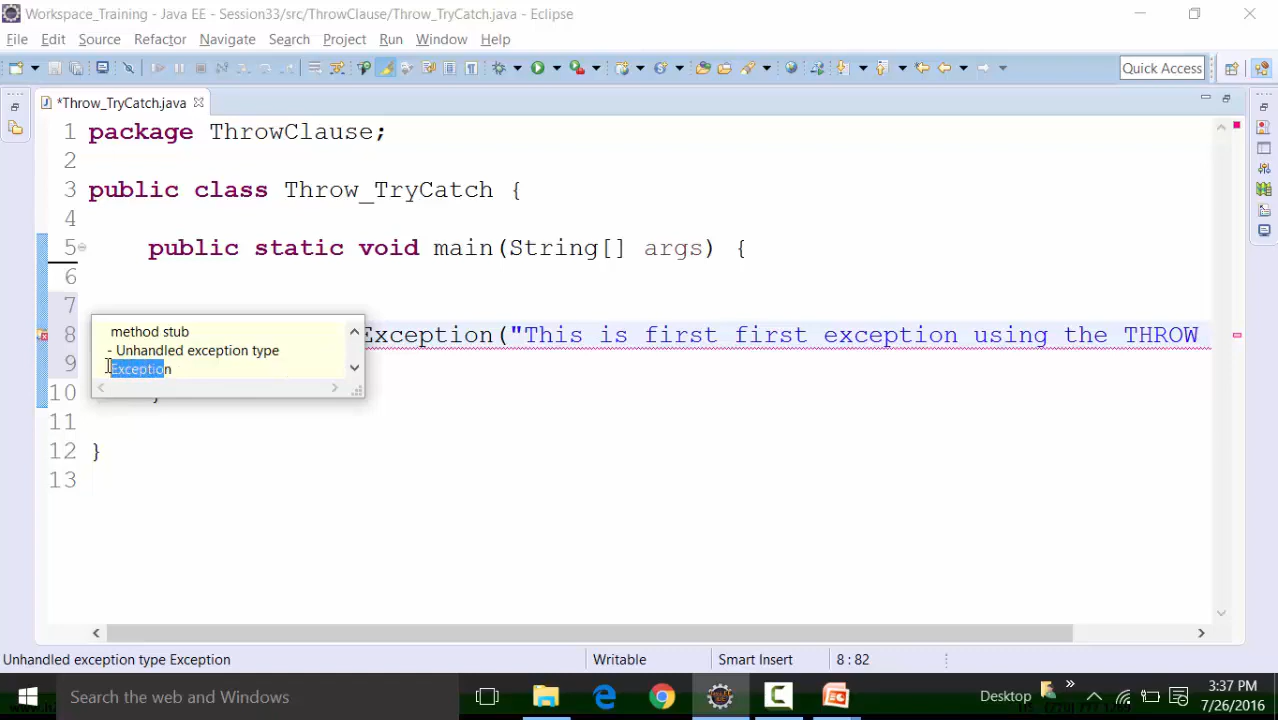 Workspace_Training - Java EE - Session33/src/ThrowClause/Throw_TryCatch.java - Eclipse
File Edit Source Refactor Navigate Search Project Run Window Help
Quick Access
*Throw_TryCatch.java
1 package ThrowClause;
2
3 public class Throw_TryCatch {
4
5 public static void main(String[] args) {
6
7
8 Exception("This is first first exception using the THROW
method stub
- Unhandled exception type
Exception
9
10 }
11
12 }
13
Unhandled exception type Exception Writable Smart Insert 8 : 82
Search the web and Windows
Desktop
3:37 PM
7/26/2016